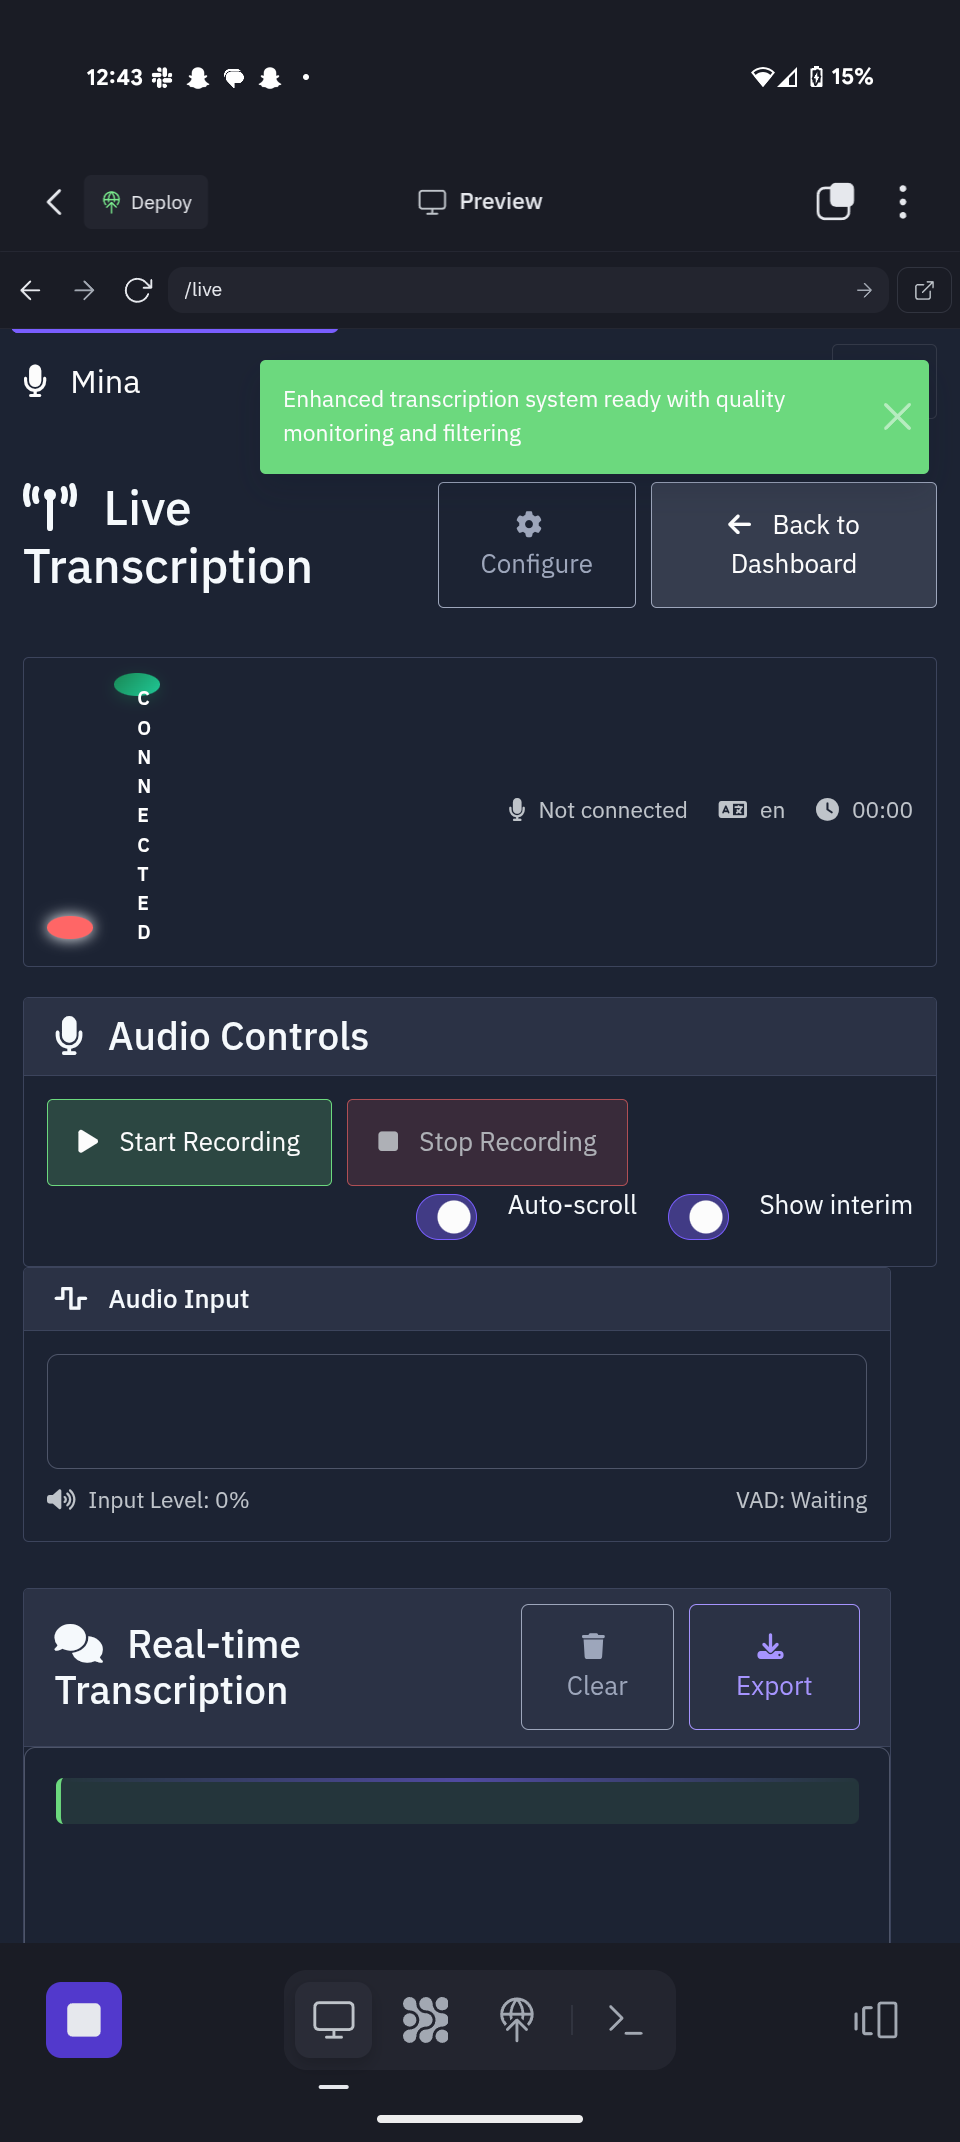 12:43
15%
Deploy
Preview
/live
Mina
Enhanced transcription system ready with quality
monitoring and filtering
Live
Transcription
Configure
Back to
Dashboard
CONNECTED
Not connected
en
00:00
Audio Controls
Start Recording
Stop Recording
Auto-scroll
Show interim
Audio Input
Input Level: 0%
VAD: Waiting
Real-time
Transcription
Clear
Export